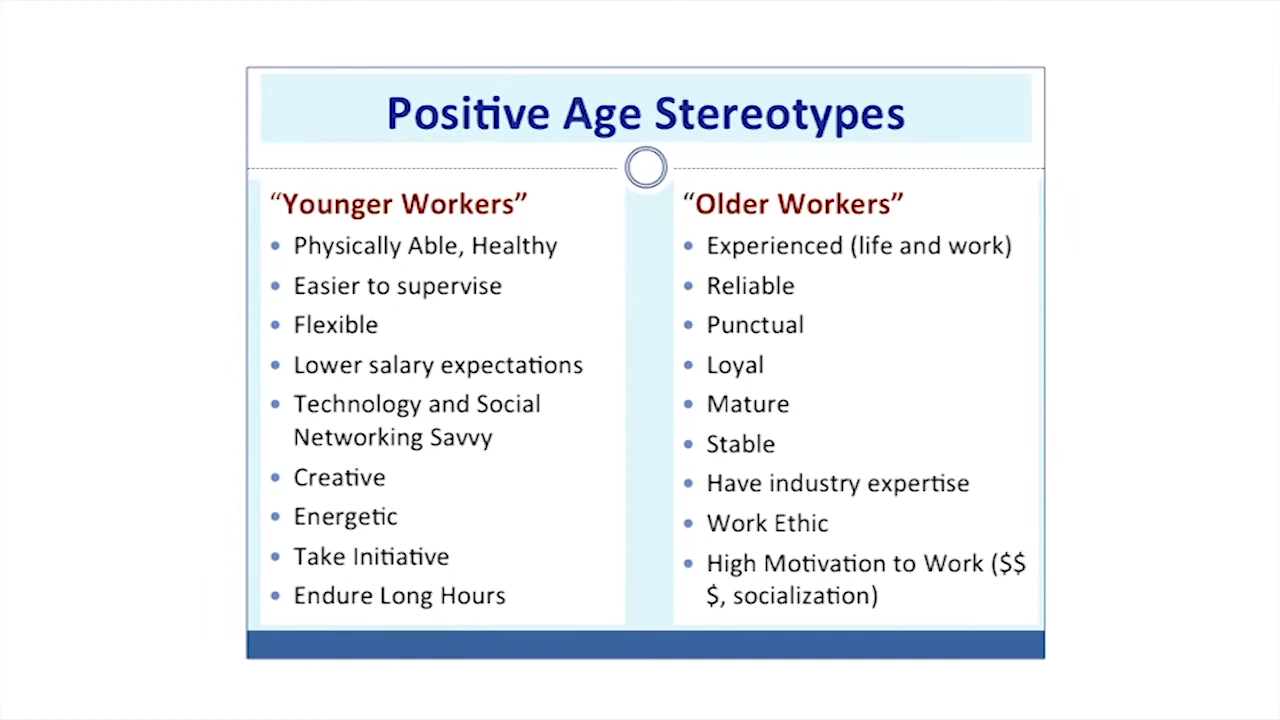 Positive Age Stereotypes
“Younger Workers”
• Physically Able, Healthy
• Easier to supervise
• Flexible
• Lower salary expectations
• Technology and Social
Networking Savvy
• Creative
• Energetic
• Take Initiative
• Endure Long Hours
“Older Workers”
• Experienced (life and work)
• Reliable
• Punctual
• Loyal
• Mature
• Stable
• Have industry expertise
• Work Ethic
• High Motivation to Work ($$
$, socialization)